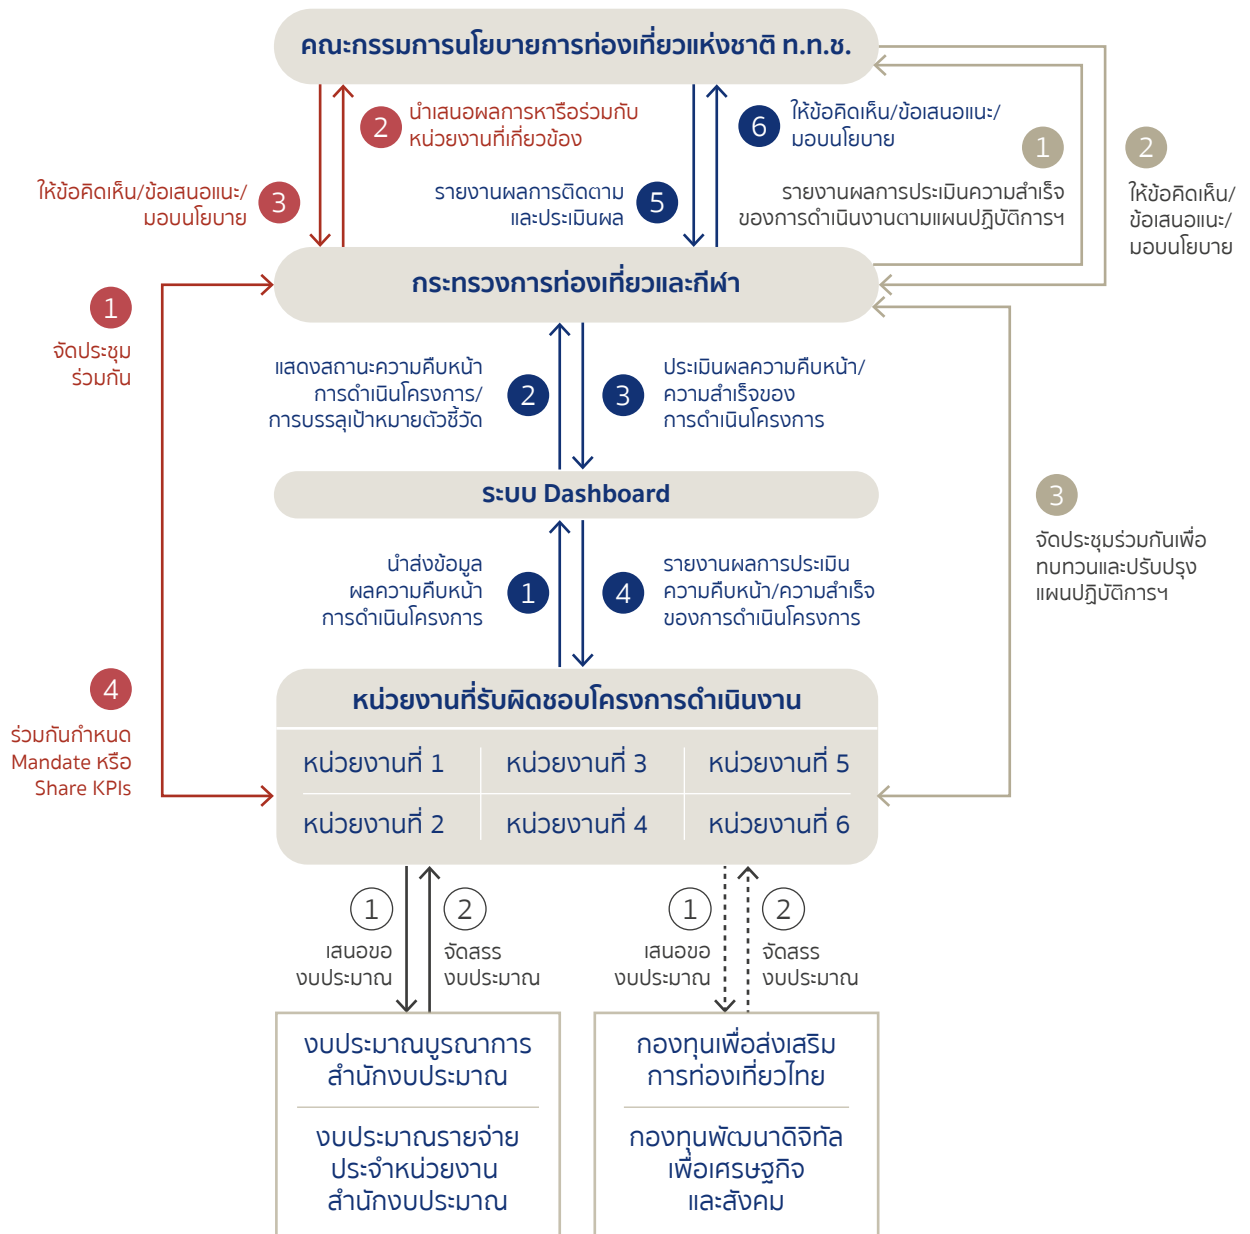 คณะกรรมการนโยบายการท่องเที่ยวแห่งชาติ ท.ท.ช.
2
นำเสนอผลการหารือร่วมกับ
หน่วยงานที่เกี่ยวข้อง
6
ให้ข้อคิดเห็น/ข้อเสนอแนะ/
มอบนโยบาย
1
รายงานผลการประเมินความสำเร็จ
ของการดำเนินงานตามแผนปฏิบัติการฯ
2
ให้ข้อคิดเห็น/
ข้อเสนอแนะ/
มอบนโยบาย
ให้ข้อคิดเห็น/ข้อเสนอแนะ/
มอบนโยบาย
3
รายงานผลการติดตาม
และประเมินผล
5
กระทรวงการท่องเที่ยวและกีฬา
1
จัดประชุม
ร่วมกัน
แสดงสถานะความคืบหน้า
การดำเนินโครงการ/
การบรรลุเป้าหมายตัวชี้วัด
2
3
ประเมินผลความคืบหน้า/
ความสำเร็จของ
การดำเนินโครงการ
ระบบ Dashboard
3
จัดประชุมร่วมกันเพื่อ
ทบทวนและปรับปรุง
แผนปฏิบัติการฯ
นำส่งข้อมูล
ผลความคืบหน้า
การดำเนินโครงการ
1
4
รายงานผลการประเมิน
ความคืบหน้า/ความสำเร็จ
ของการดำเนินโครงการ
4
ร่วมกันกำหนด
Mandate หรือ
Share KPIs
หน่วยงานที่รับผิดชอบโครงการดำเนินงาน
หน่วยงานที่ 1
หน่วยงานที่ 3
หน่วยงานที่ 5
หน่วยงานที่ 2
หน่วยงานที่ 4
หน่วยงานที่ 6
1
เสนอขอ
งบประมาณ
2
จัดสรร
งบประมาณ
1
เสนอขอ
งบประมาณ
2
จัดสรร
งบประมาณ
งบประมาณบูรณาการ
สำนักงบประมาณ
งบประมาณรายจ่าย
ประจำหน่วยงาน
สำนักงบประมาณ
กองทุนเพื่อส่งเสริม
การท่องเที่ยวไทย
กองทุนพัฒนาดิจิทัล
เพื่อเศรษฐกิจ
และสังคม